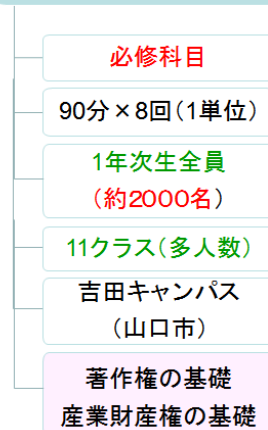 必修科目
90分×8回(1単位)
1年次生全員
(約2000名)
11クラス(多人数)
吉田キャンパス
(山口市)
著作権の基礎
産業財産権の基礎